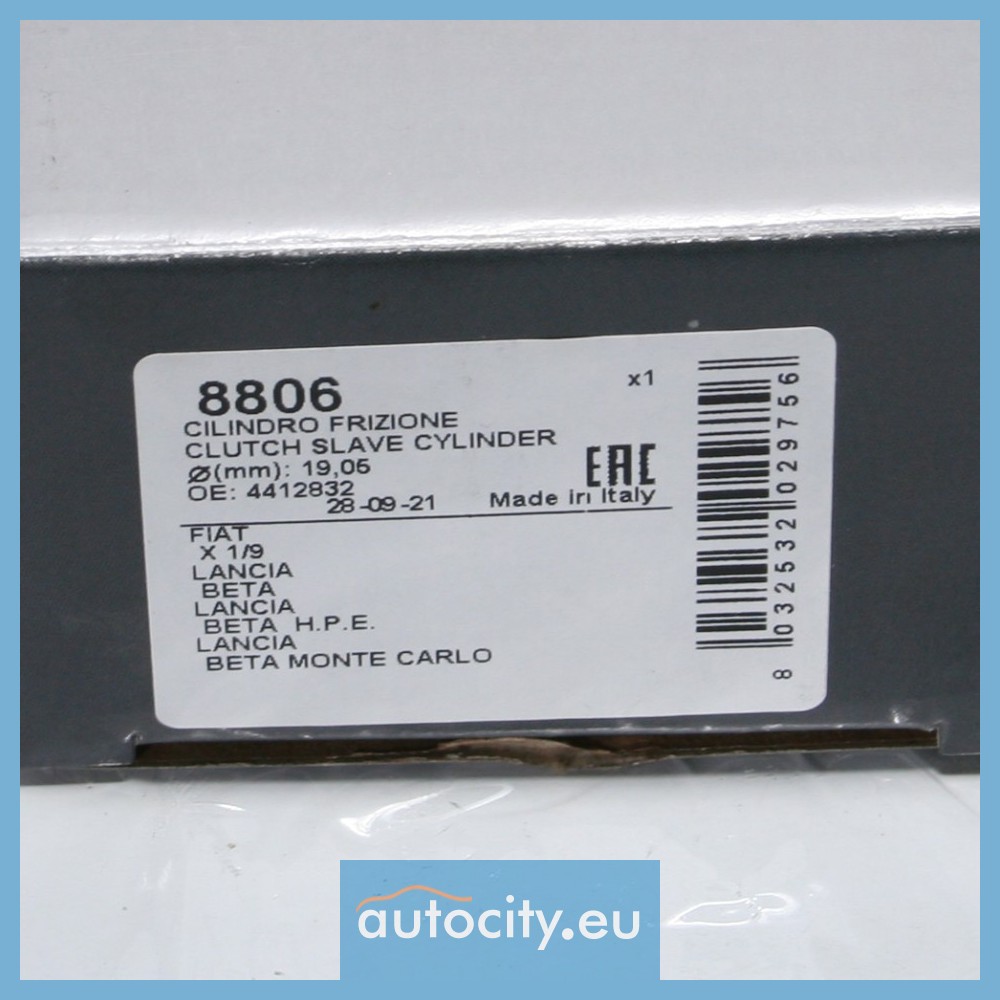 8806
x1
CILINDRO FRIZIONE
CLUTCH SLAVE CYLINDER
Ø(mm): 19,05
EAC
OE: 4412832
28-09-21
Made in Italy
FIAT
X 1/9
LANCIA
BETA
LANCIA
BETA H.P.E.
LANCIA
BETA MONTE CARLO
8 032532 029756
autocity.eu